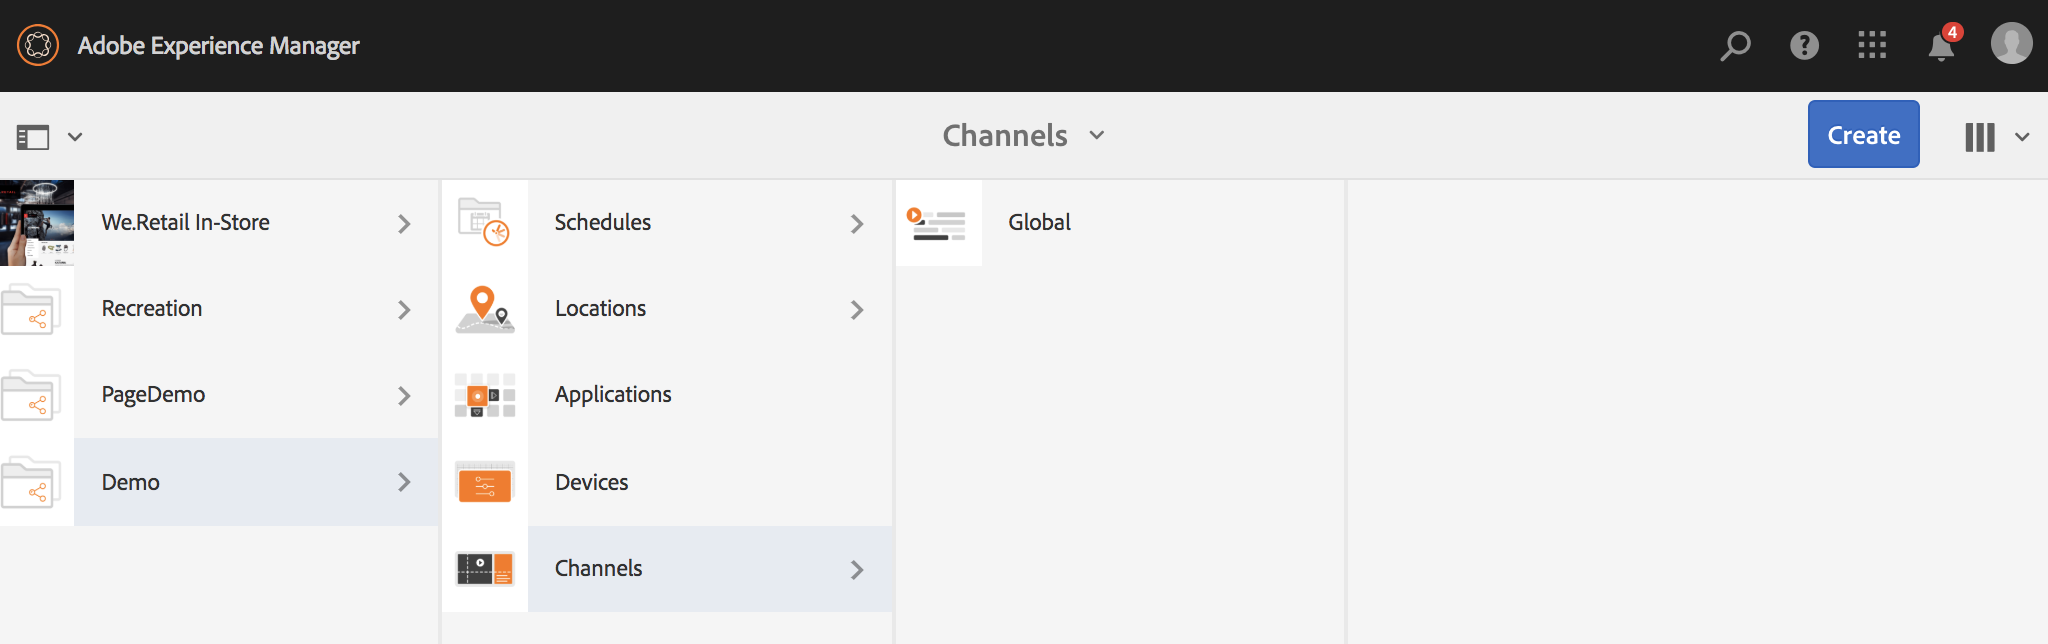 Adobe Experience Manager
4
Channels
Create
We.Retail In-Store
Recreation
PageDemo
Demo
Schedules
Locations
Applications
Devices
Channels
Global